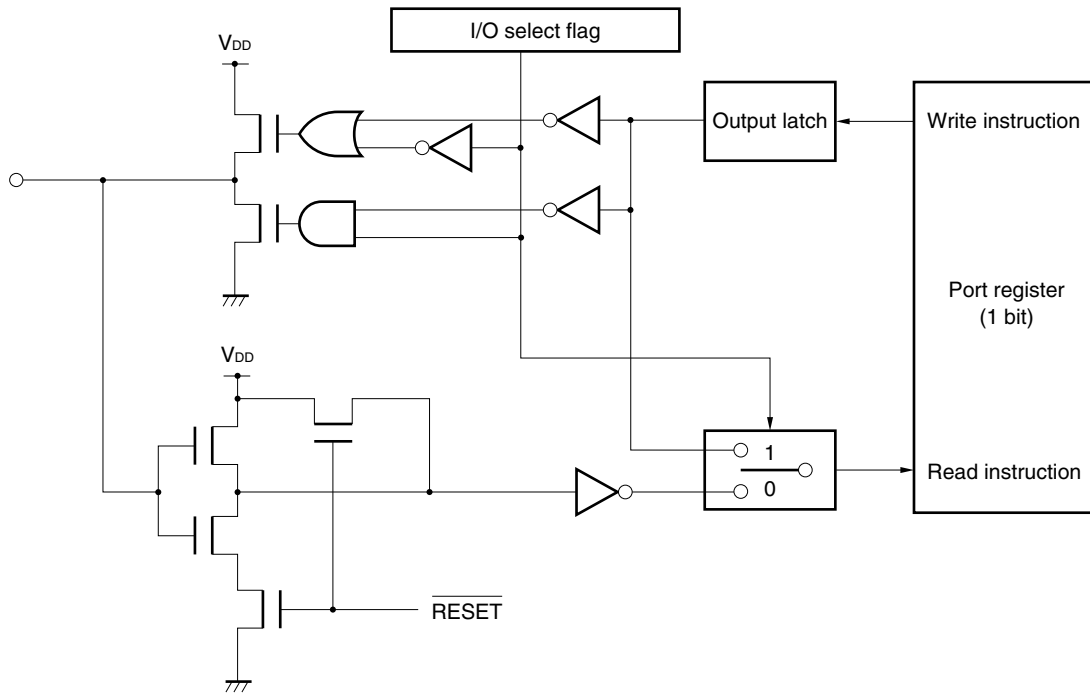 I/O select flag
VDD
Output latch
Write instruction
Port register
(1 bit)
VDD
1
0
Read instruction
RESET